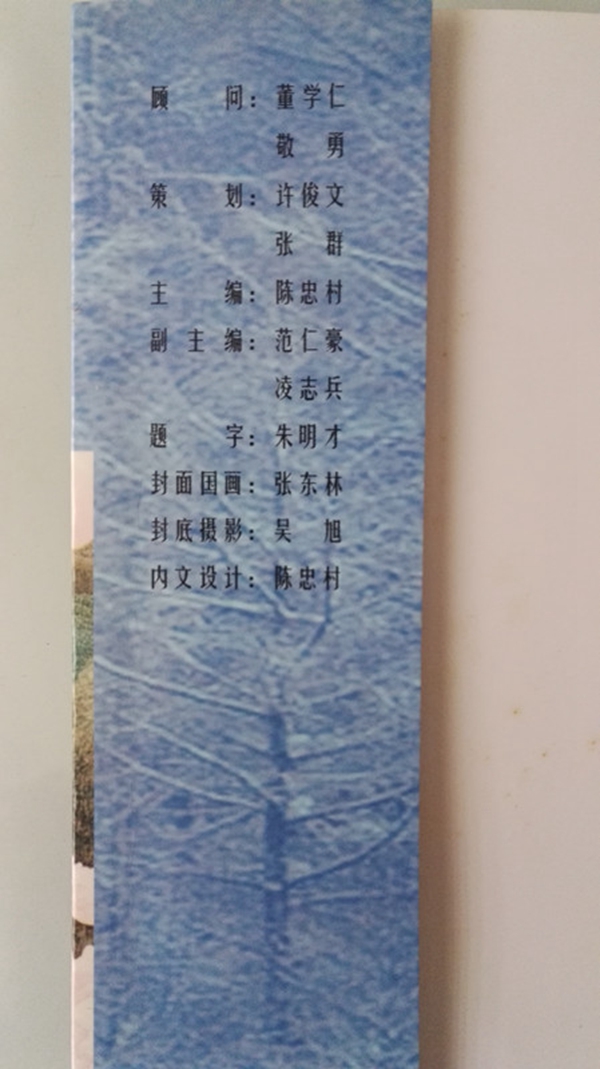 顾问：董学仁
敬勇
策划：许俊文
张群
主编：陈忠村
副主编：范仁豪
凌志兵
题字：朱明才
封面国画：张东林
封底摄影：吴旭
内文设计：陈忠村